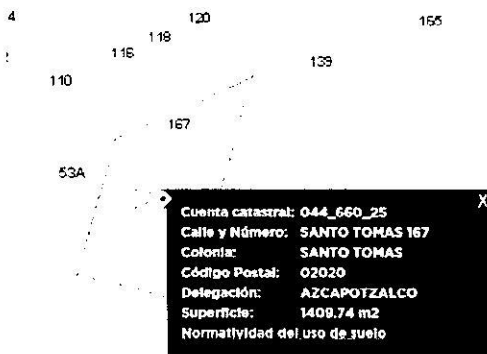 4
120
165
118
116
139
110
167
53A
X
Cuenta catastral: 044_660_25
Calle y Número: SANTO TOMAS 167
Colonia: SANTO TOMAS
Código Postal: 02020
Delegación: AZCAPOTZALCO
Superficie: 1409.74 m2
Normatividad del uso de suelo